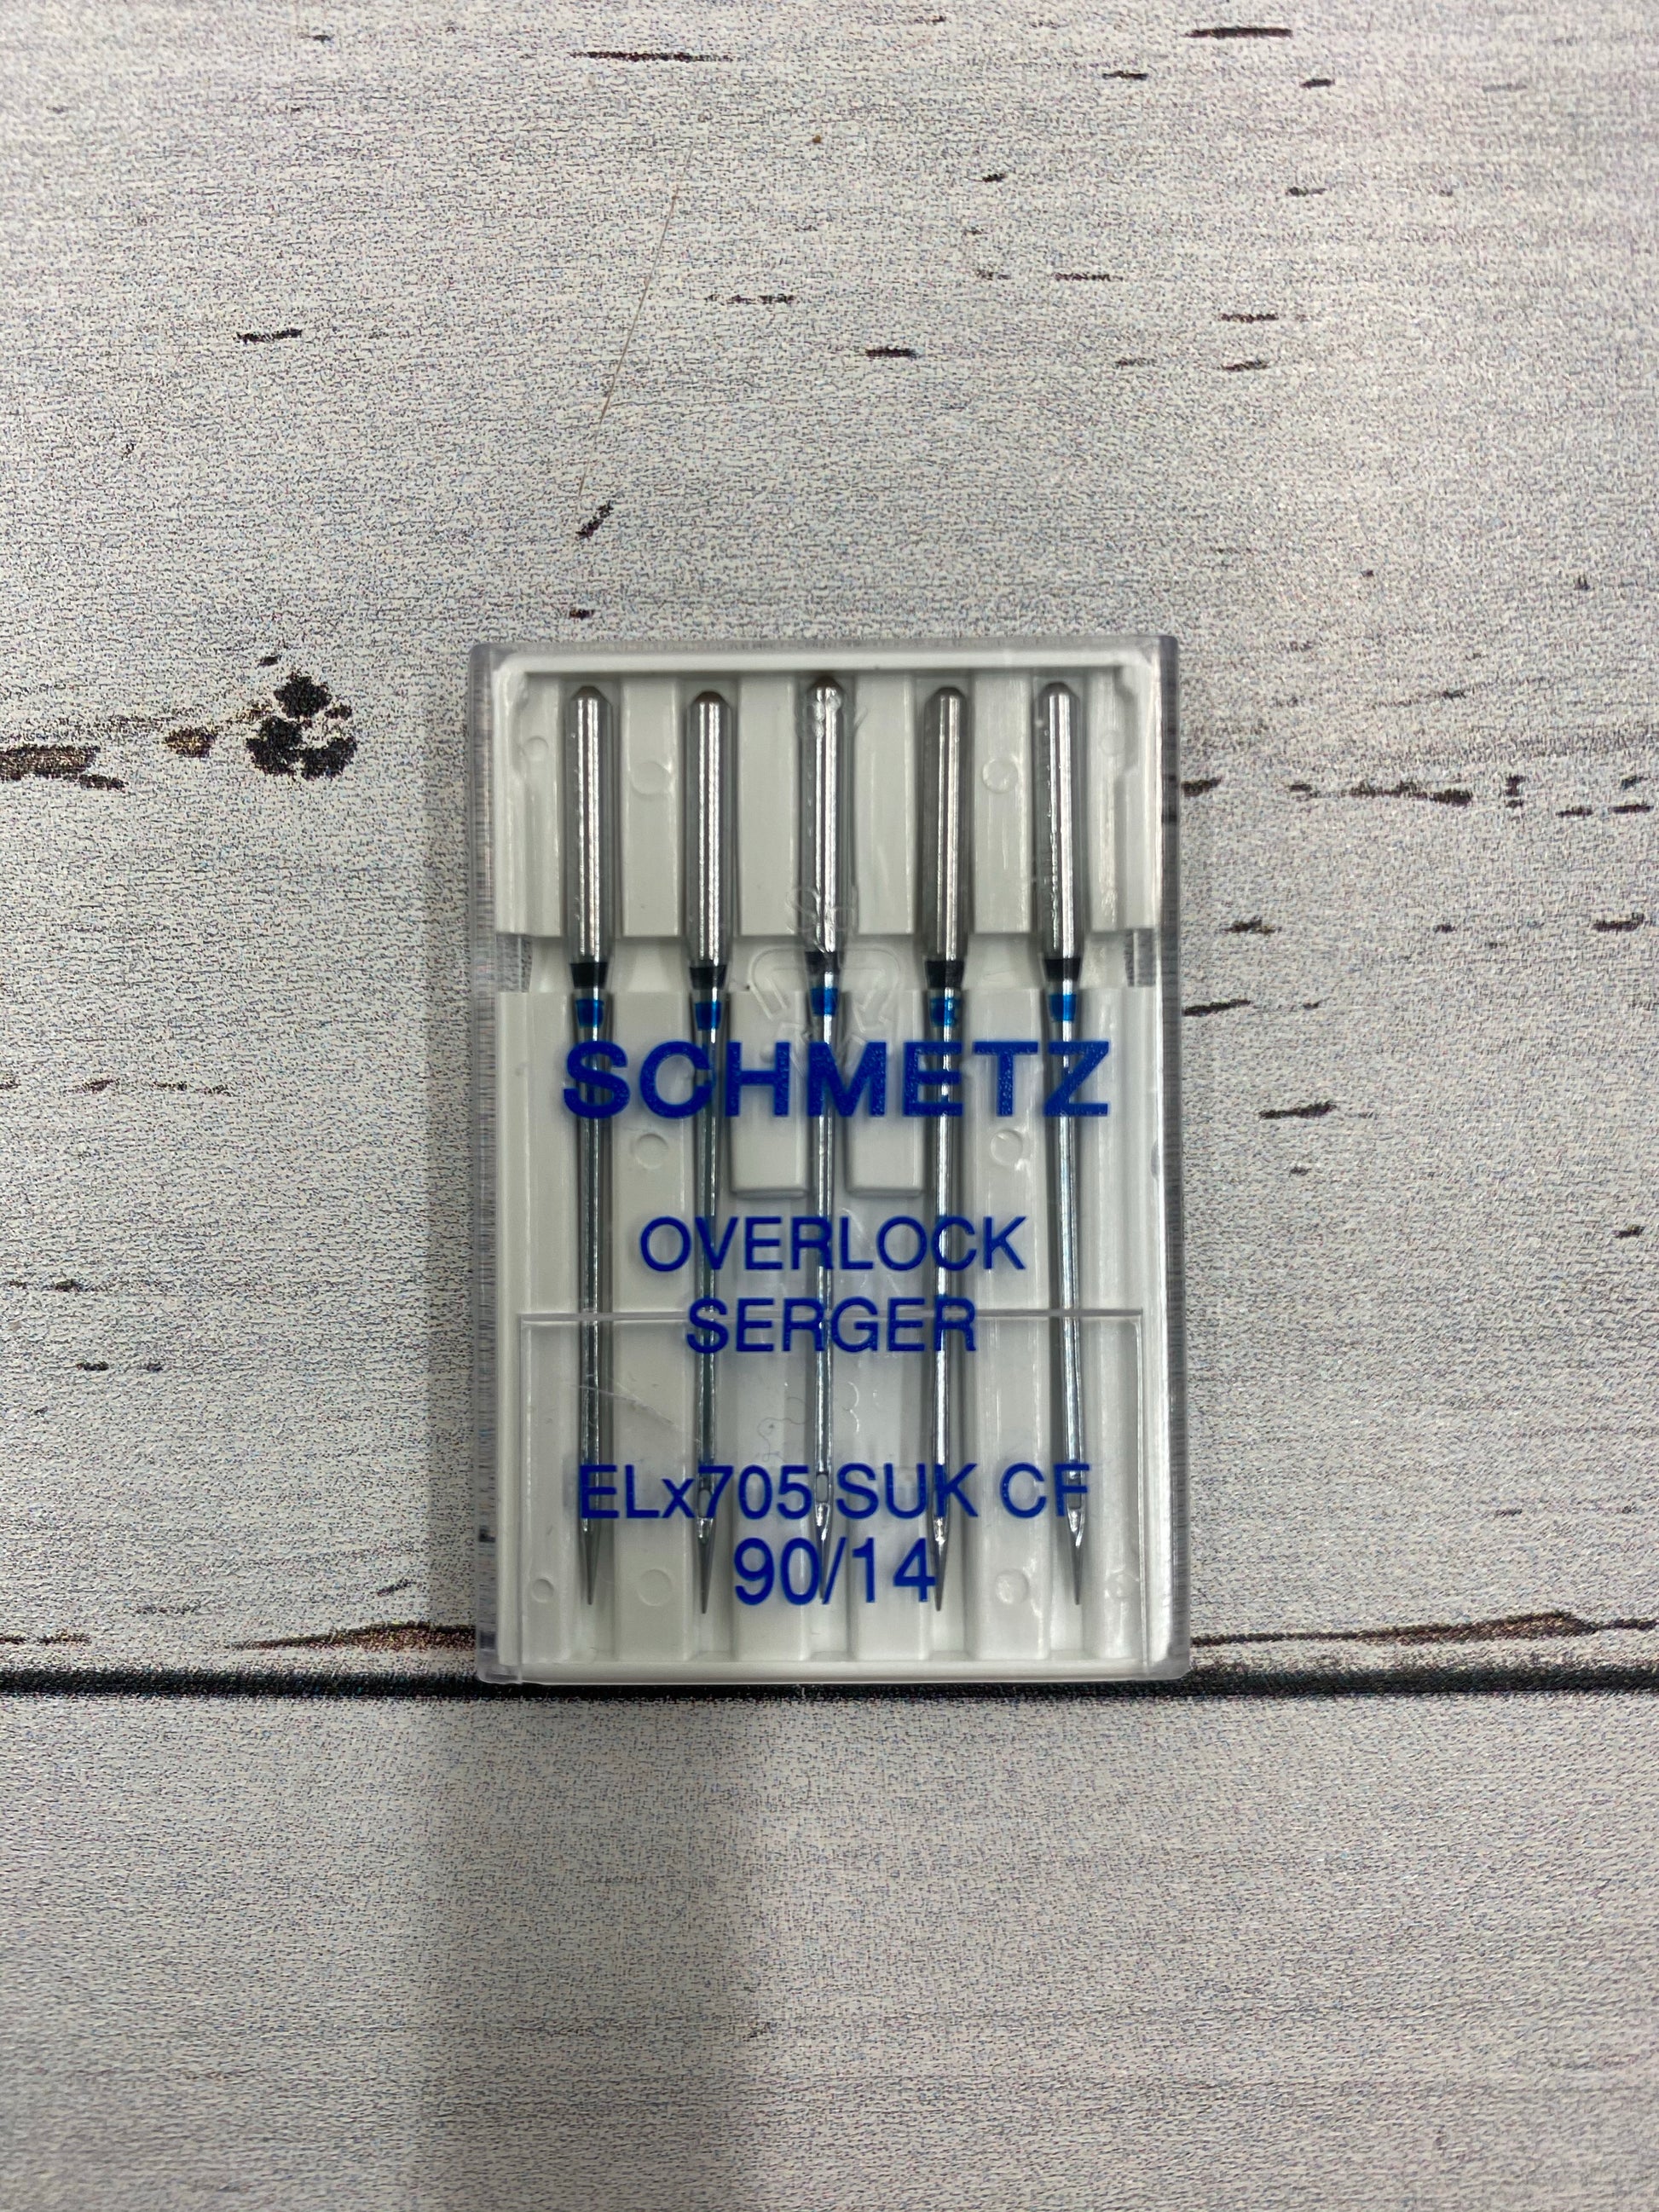 SCHMETZ
OVERLOCK
SERGER
ELx705 SUK CF
90/14